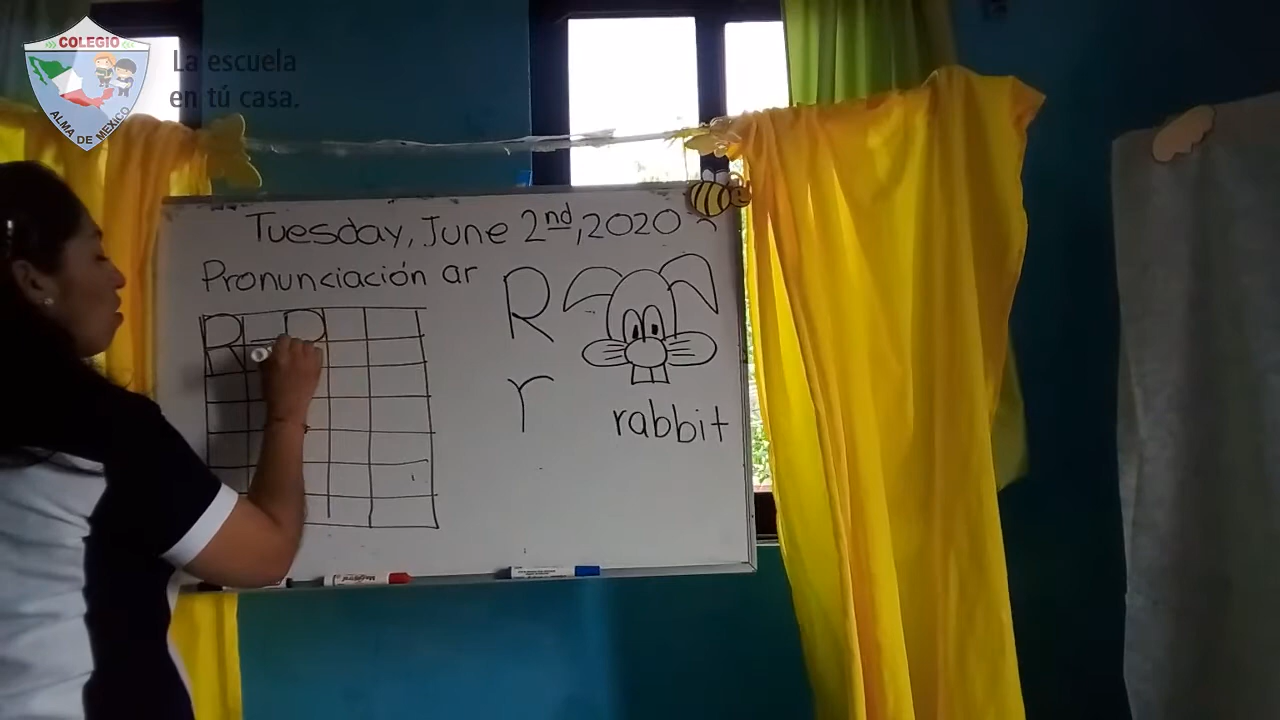 COLEGIO
ALMA DE MEXICO
La escuela
en tú casa.
Tuesday, June 2nd, 2020
Pronunciación ar
R
r
rabbit
R R